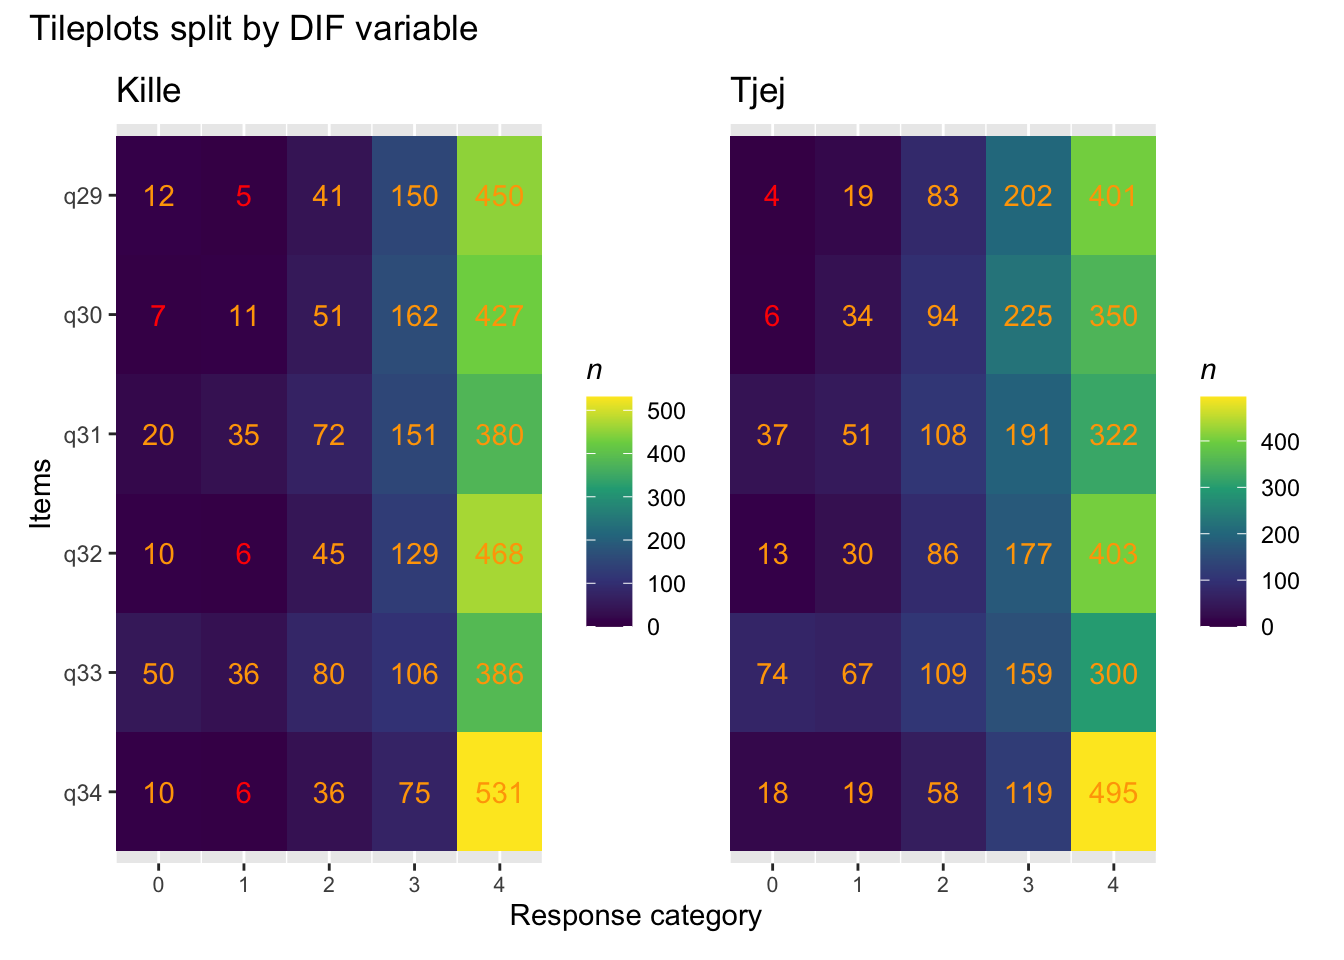 Tileplots split by DIF variable
Kille
Items
q29 12 5 41 150 450
q30 7 11 51 162 427
q31 20 35 72 151 380
q32 10 6 45 129 468
q33 50 36 80 106 386
q34 10 6 36 75 531
0 1 2 3 4
n
500
400
300
200
100
0
Tjej
4 19 83 202 401
6 34 94 225 350
37 51 108 191 322
13 30 86 177 403
74 67 109 159 300
18 19 58 119 495
0 1 2 3 4
n
400
300
200
100
0
Response category